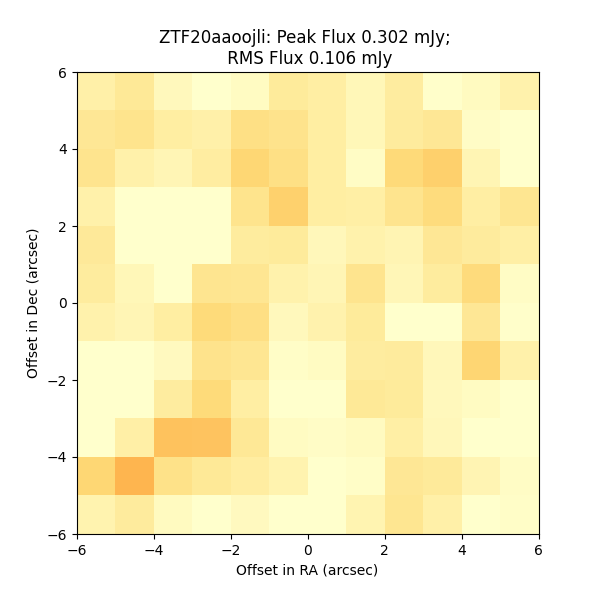 ZTF20aaoojli: Peak Flux 0.302 mJy;
RMS Flux 0.106 mJy
6
4
2
0
−2
−4
−6
Offset in Dec (arcsec)
−6 −4 −2 0 2 4 6
Offset in RA (arcsec)